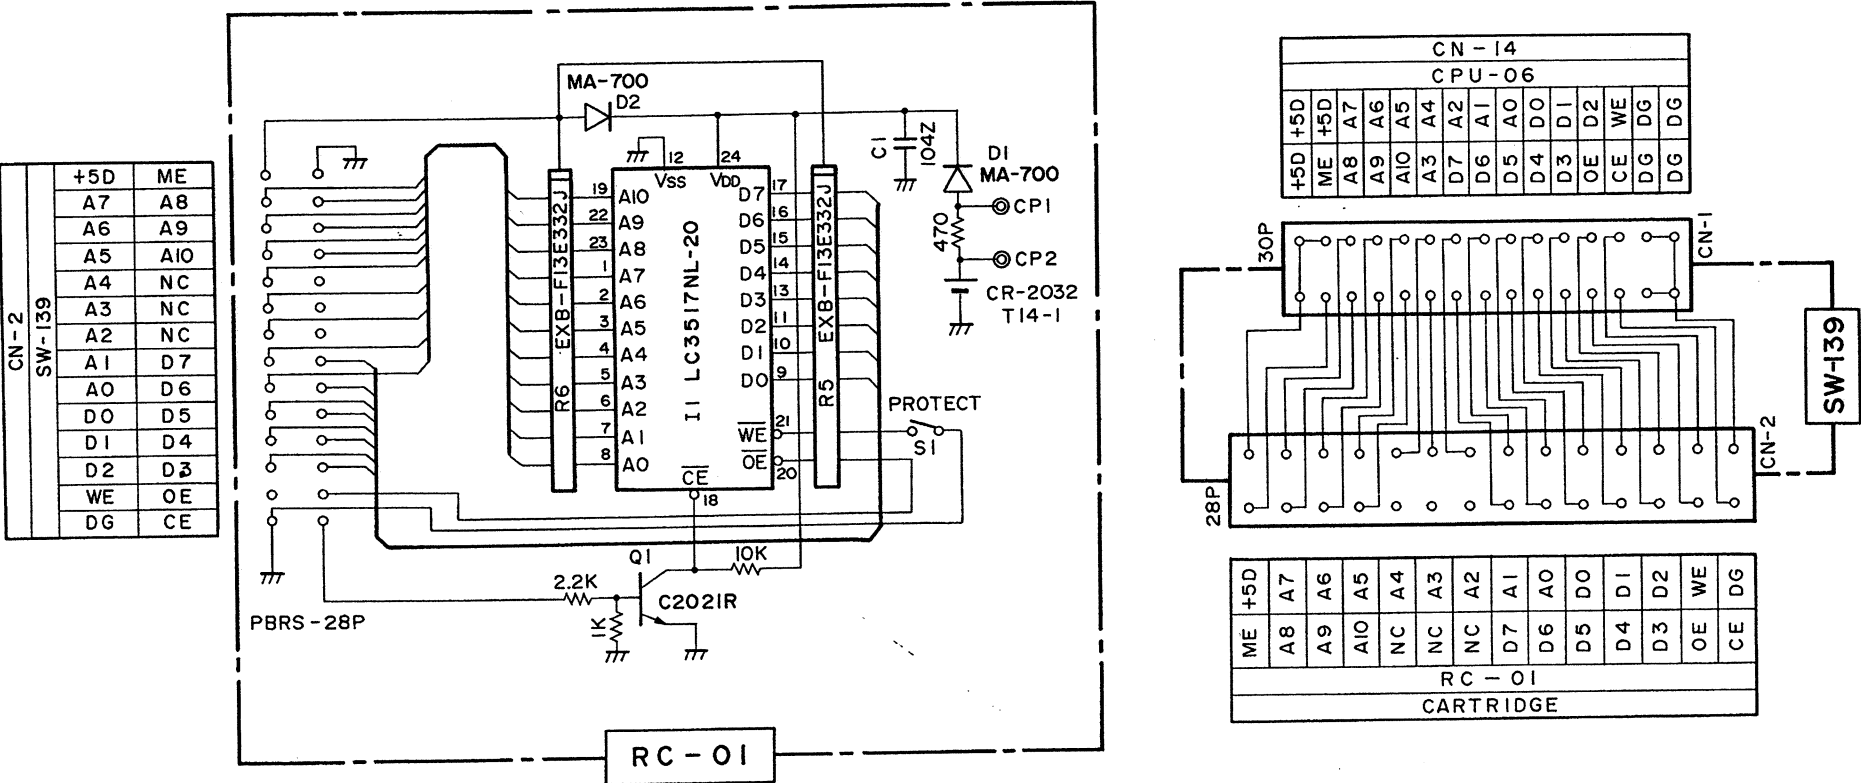 CN-2
SW-139
+5D ME
A7 A8
A6 A9
A5 A10
A4 NC
A3 NC
A2 NC
A1 D7
A0 D6
D0 D5
D1 D4
D2 D3
WE OE
DG CE
PBRS-28P
MA-700
D2
12
24
VSS
VDD
19 A10
22 A9
23 A8
1 A7
2 A6
3 A5
4 A4
5 A3
6 A2
7 A1
8 A0
R6 EXB-F13E332J
I1 LC3517NL-20
D7 17
D6 16
D5 15
D4 14
D3 13
D2 11
D1 10
D0 9
WE 21
OE 20
CE
18
R5 EXB-F13E332J
C1
104Z
D1
MA-700
CP1
470
CP2
CR-2032
T14-1
PROTECT
S1
Q1
10K
2.2K
C2021R
1K
RC-01
CN-14
CPU-06
+5D +5D A7 A6 A5 A4 A2 A1 A0 D0 D1 D2 WE DG DG
+5D ME A8 A9 A10 A3 D7 D6 D5 D4 D3 OE CE DG DG
30P
CN-1
SW-139
CN-2
28P
+5D A7 A6 A5 A4 A3 A2 A1 A0 D0 D1 D2 WE DG
ME A8 A9 A10 NC NC NC D7 D6 D5 D4 D3 OE CE
RC-01
CARTRIDGE